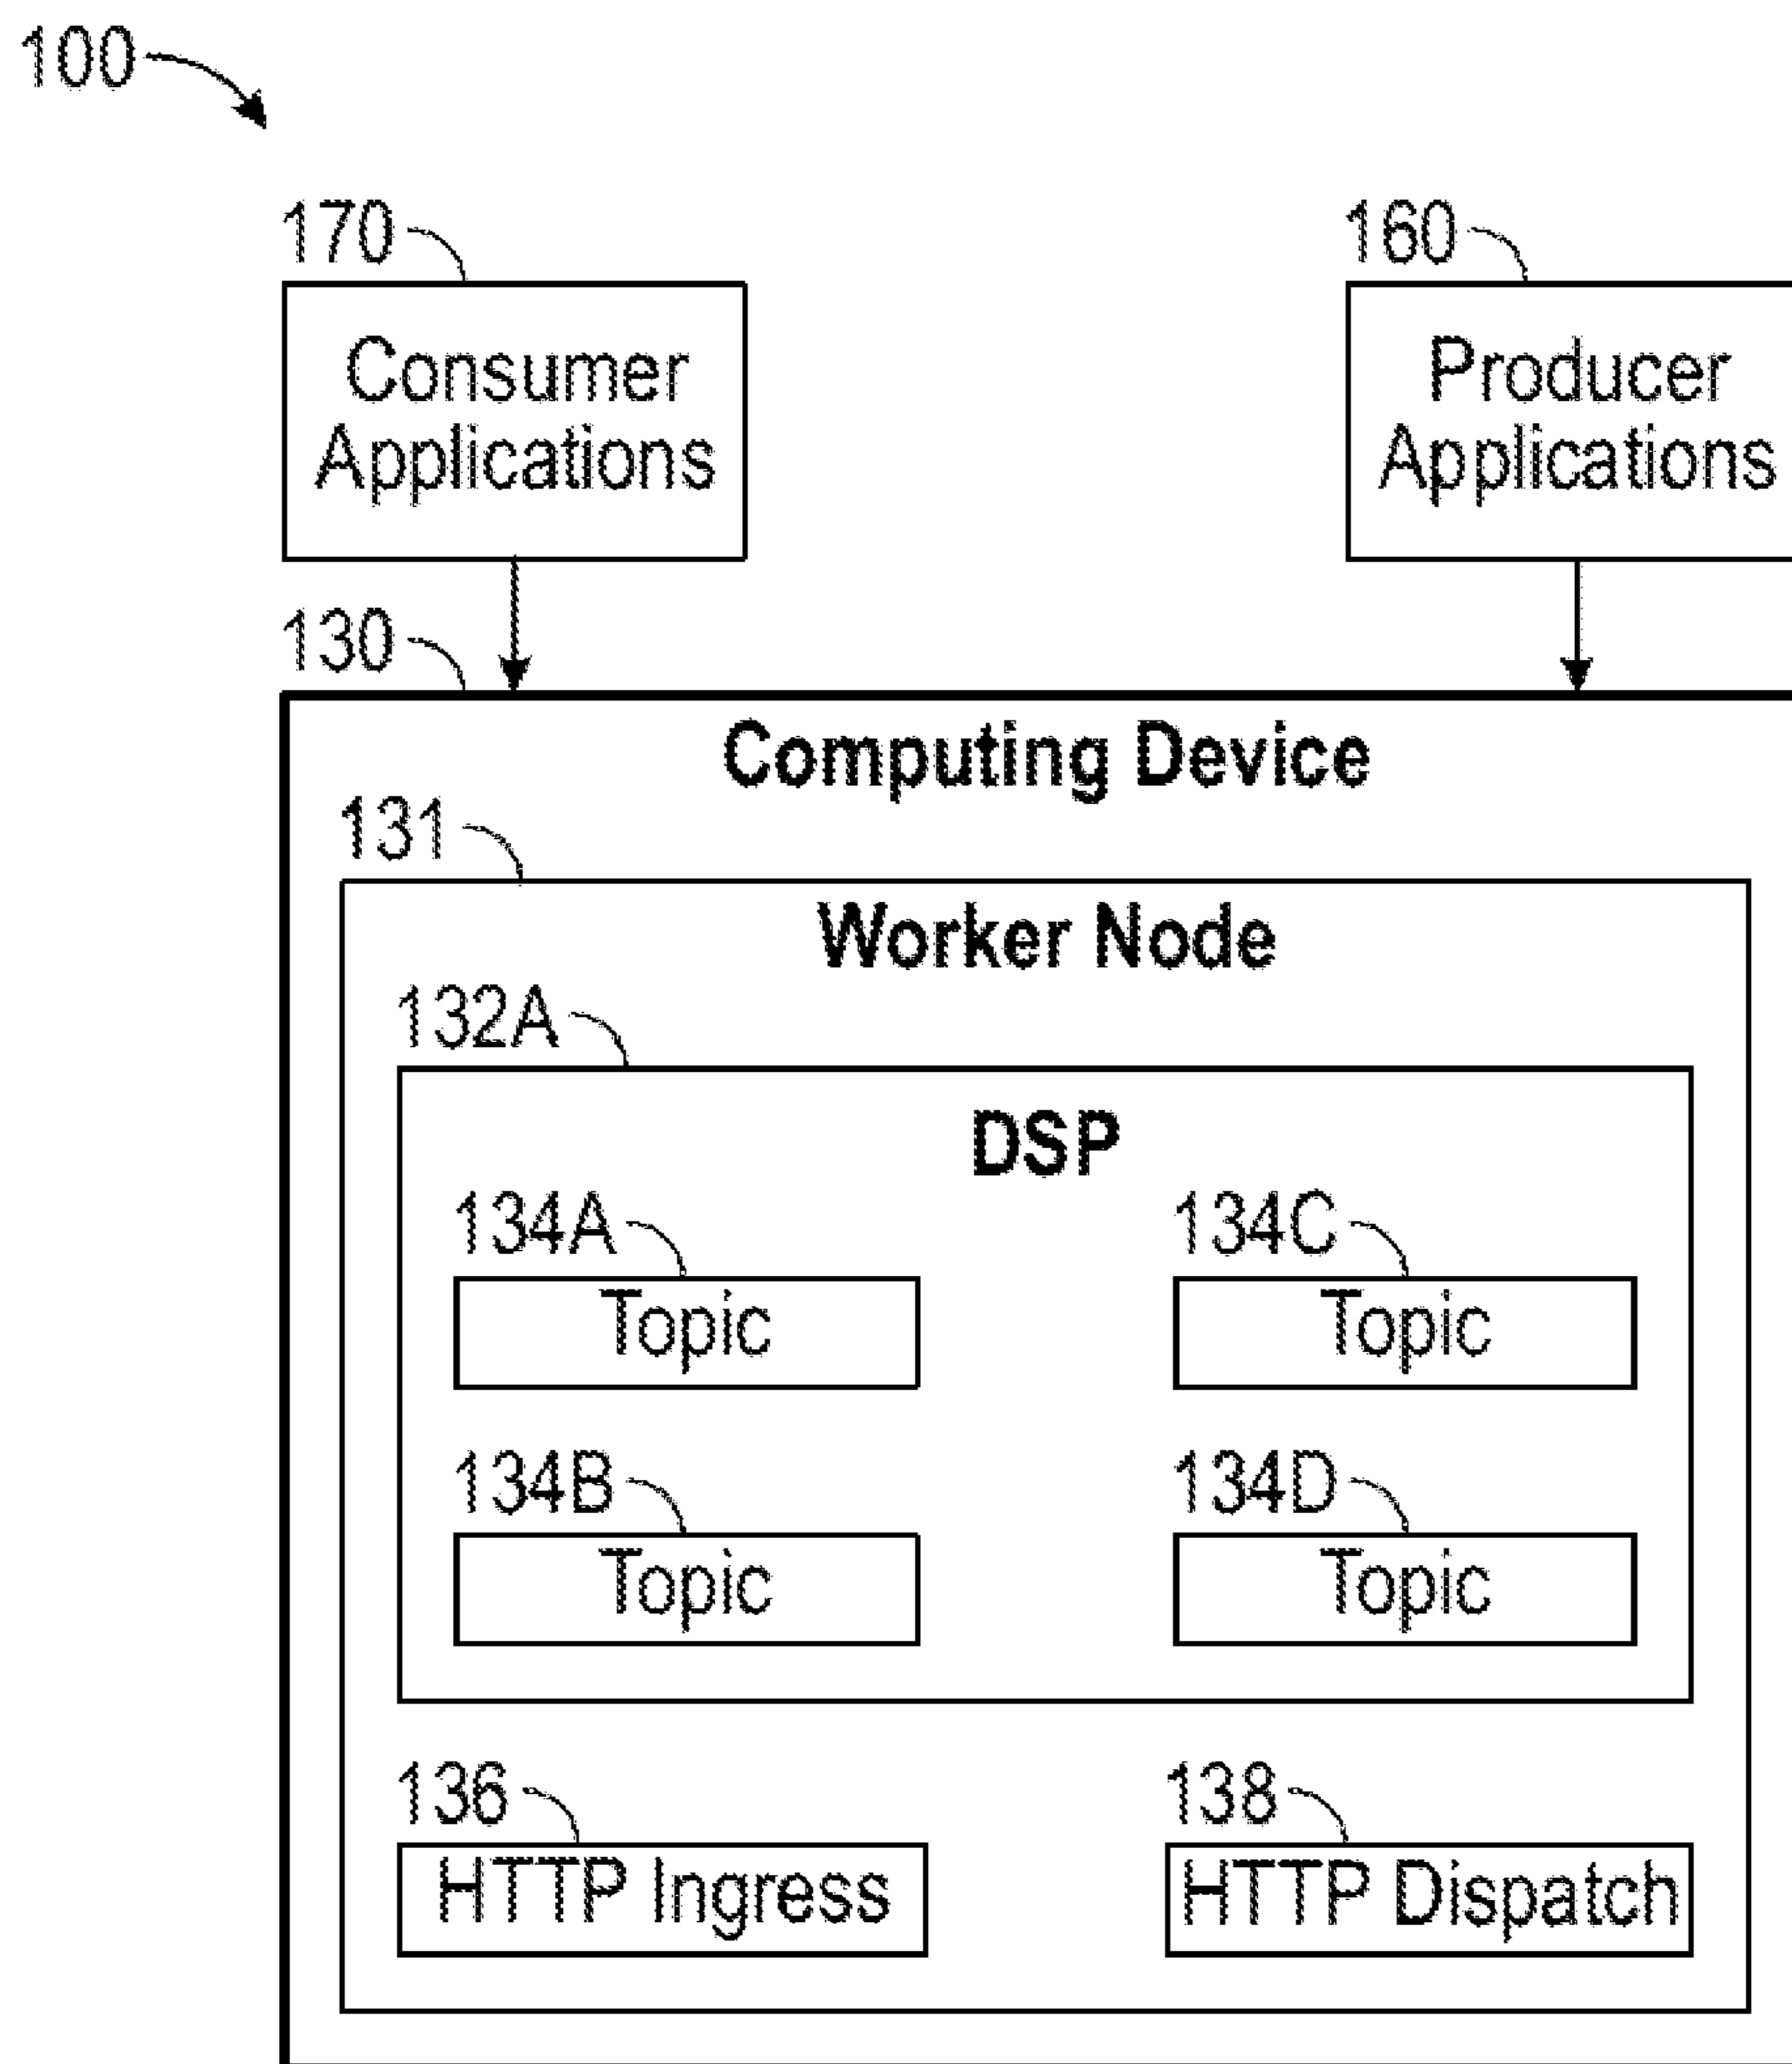 100
170
160
Consumer
Applications
Producer
Applications
130
Computing Device
131
Worker Node
132A
DSP
134A
134C
Topic
Topic
134B
134D
Topic
Topic
136
138
HTTP Ingress
HTTP Dispatch